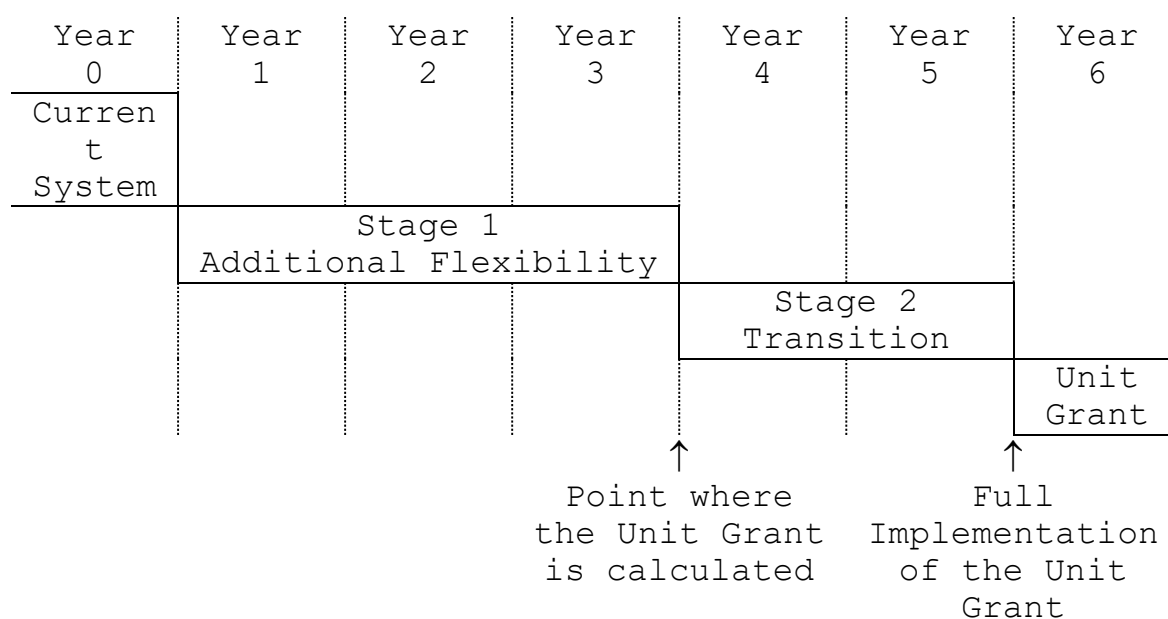 Year Year Year Year Year Year Year
0 1 2 3 4 5 6
Curren
t
System
Stage 1
Additional Flexibility
Stage 2
Transition
Unit
Grant
↑ ↑
Point where Full
the Unit Grant Implementation
is calculated of the Unit
Grant